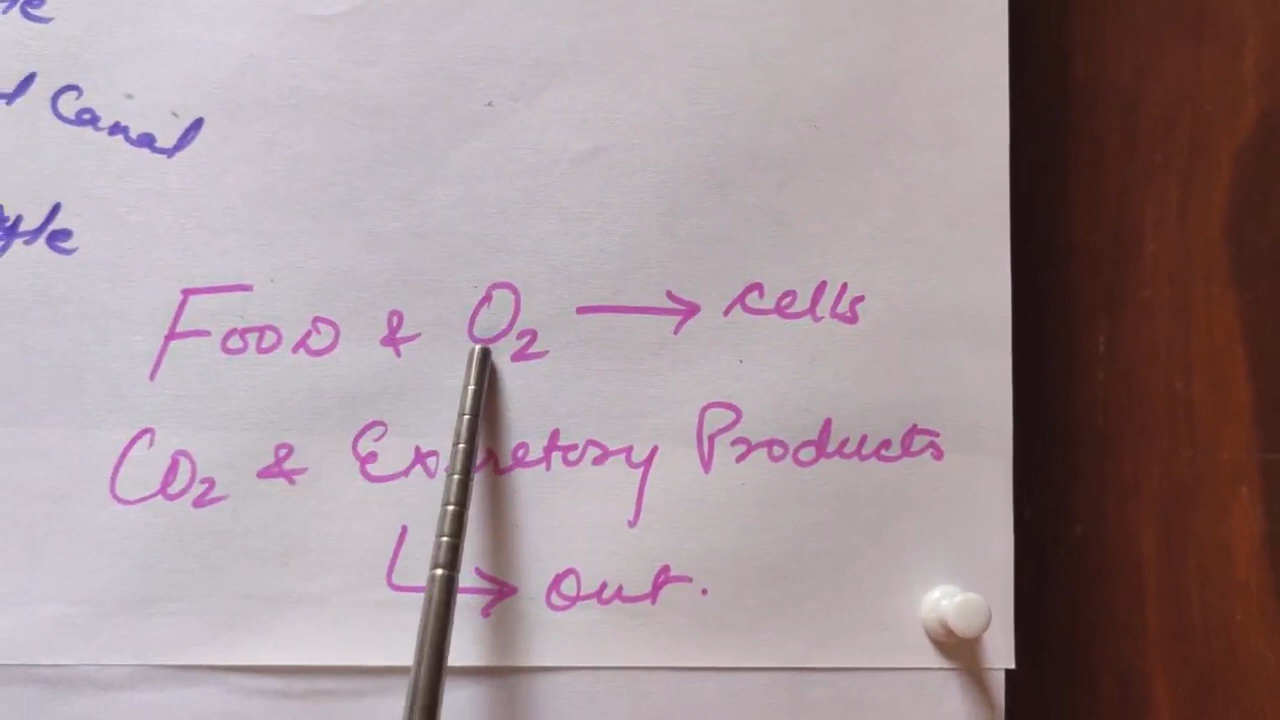 Canal
FOOD & O2 → cells
CO2 & Excretory Products
↳ out.